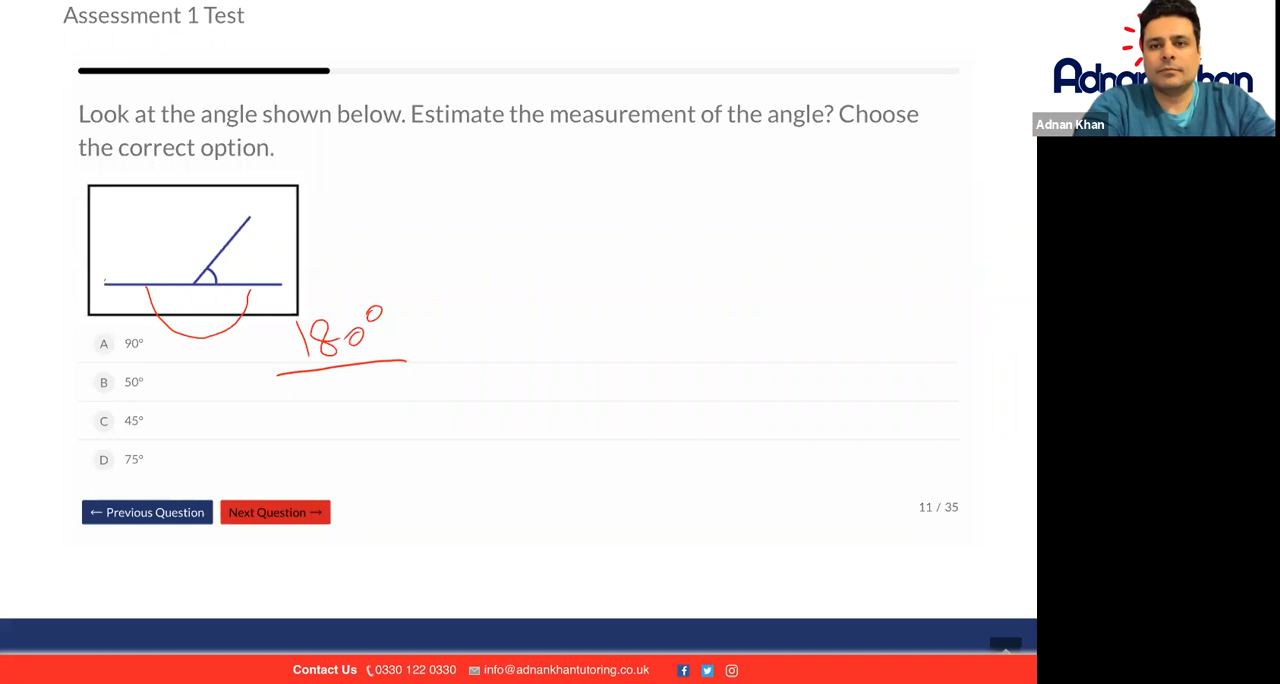 Assessment 1 Test
Adnan Khan
Adnan Khan
Look at the angle shown below. Estimate the measurement of the angle? Choose
the correct option.
180°
A 90°
B 50°
C 45°
D 75°
← Previous Question
Next Question →
11 / 35
Contact Us 0330 122 0330 info@adnankhantutoring.co.uk